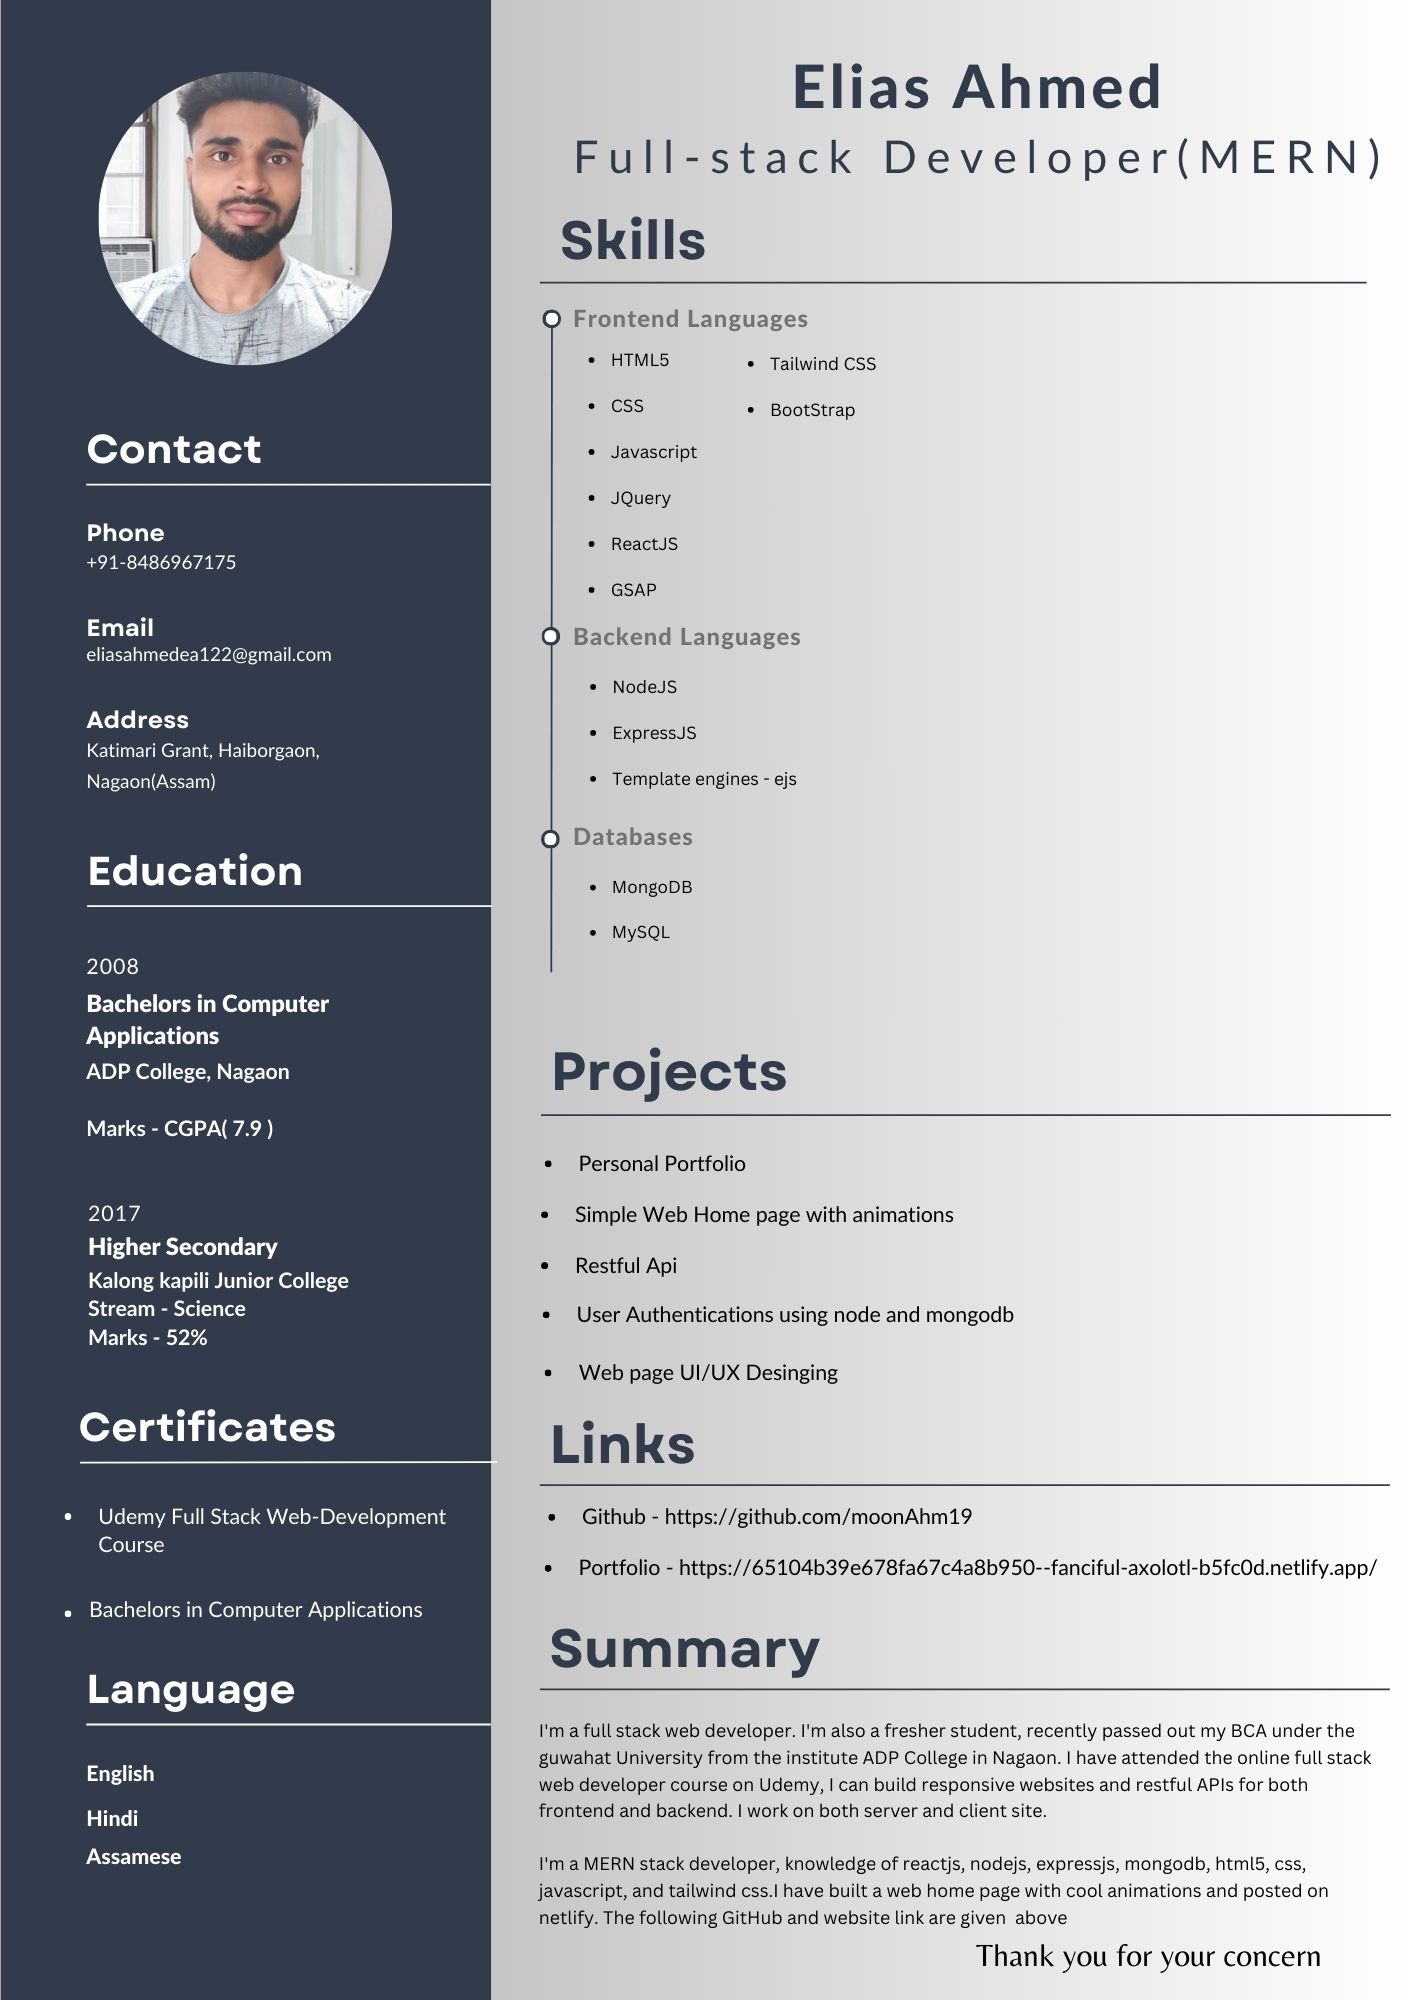 Elias Ahmed
Full-stack Developer(MERN)
Contact
Phone
+91-8486967175
Email
eliasahmedea122@gmail.com
Address
Katimari Grant, Haiborgaon,
Nagaon(Assam)
Education
2008
Bachelors in Computer
Applications
ADP College, Nagaon
Marks - CGPA( 7.9 )
2017
Higher Secondary
Kalong kapili Junior College
Stream - Science
Marks - 52%
Certificates
• Udemy Full Stack Web-Development
Course
• Bachelors in Computer Applications
Language
English
Hindi
Assamese
Skills
Frontend Languages
• HTML5
• CSS
• Javascript
• JQuery
• ReactJS
• GSAP
• Tailwind CSS
• BootStrap
Backend Languages
• NodeJS
• ExpressJS
• Template engines - ejs
Databases
• MongoDB
• MySQL
Projects
• Personal Portfolio
• Simple Web Home page with animations
• Restful Api
• User Authentications using node and mongodb
• Web page UI/UX Desinging
Links
• Github - https://github.com/moonAhm19
• Portfolio - https://65104b39e678fa67c4a8b950--fanciful-axolotl-b5fc0d.netlify.app/
Summary
I'm a full stack web developer. I'm also a fresher student, recently passed out my BCA under the
guwahat University from the institute ADP College in Nagaon. I have attended the online full stack
web developer course on Udemy, I can build responsive websites and restful APIs for both
frontend and backend. I work on both server and client site.
I'm a MERN stack developer, knowledge of reactjs, nodejs, expressjs, mongodb, html5, css,
javascript, and tailwind css.I have built a web home page with cool animations and posted on
netlify. The following GitHub and website link are given  above
Thank you for your concern